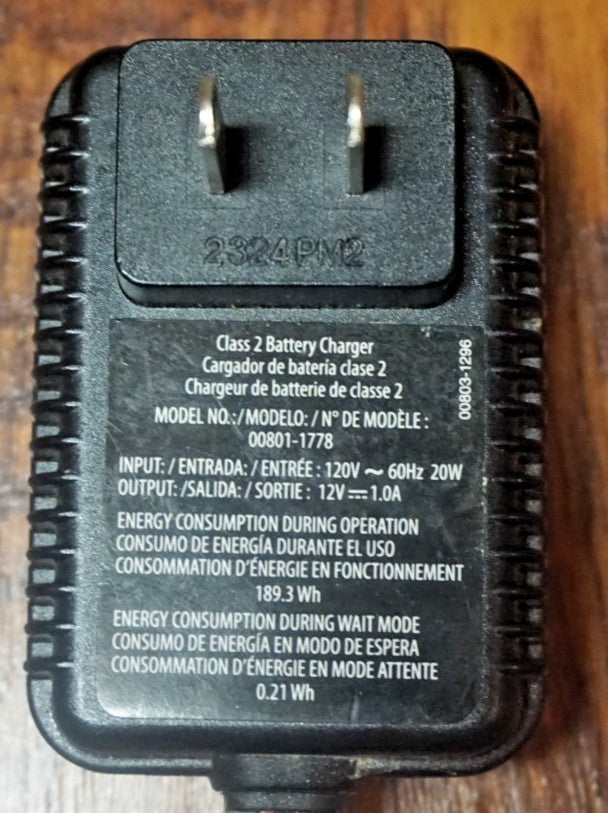 2324PM2
Class 2 Battery Charger
Cargador de batería clase 2
Chargeur de batterie de classe 2
00803-1296
MODEL NO.:/MODELO: / N° DE MODÈLE :
00801-1778
INPUT: / ENTRADA: / ENTRÉE : 120V ~ 60Hz 20W
OUTPUT: /SALIDA: / SORTIE : 12V ⎓ 1.0A
ENERGY CONSUMPTION DURING OPERATION
CONSUMO DE ENERGÍA DURANTE EL USO
CONSOMMATION D'ÉNERGIE EN FONCTIONNEMENT
189.3 Wh
ENERGY CONSUMPTION DURING WAIT MODE
CONSUMO DE ENERGÍA EN MODO DE ESPERA
CONSOMMATION D'ÉNERGIE EN MODE ATTENTE
0.21 Wh